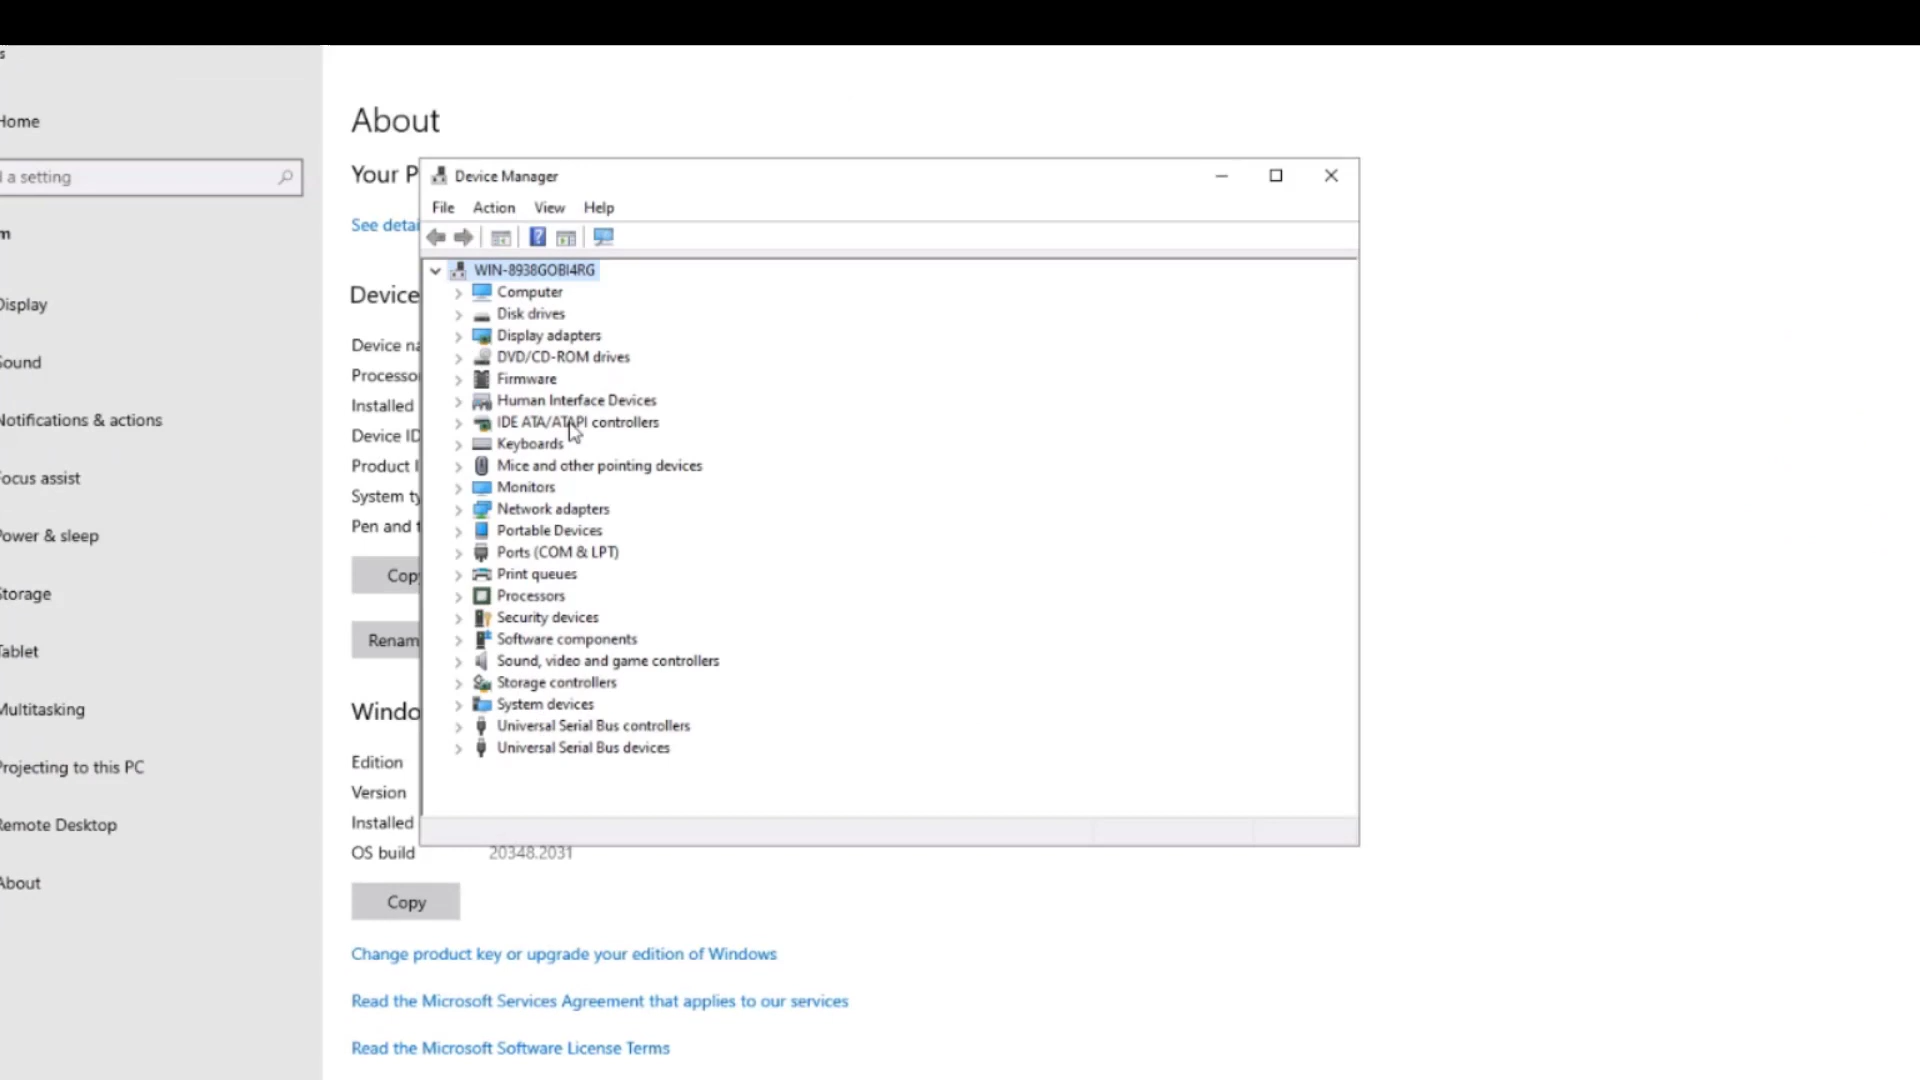 s
Home
a setting
m
Display
Sound
Notifications & actions
Focus assist
Power & sleep
Storage
Tablet
Multitasking
Projecting to this PC
Remote Desktop
About
About
Your P
See detai
Device
Device na
Processo
Installed
Device ID
Product I
System ty
Pen and t
Copy
Renam
Windo
Edition
Version
Installed
OS build 20348.2031
Copy
Change product key or upgrade your edition of Windows
Read the Microsoft Services Agreement that applies to our services
Read the Microsoft Software License Terms
Device Manager
File Action View Help
WIN-8938GOBI4RG
Computer
Disk drives
Display adapters
DVD/CD-ROM drives
Firmware
Human Interface Devices
IDE ATA/ATAPI controllers
Keyboards
Mice and other pointing devices
Monitors
Network adapters
Portable Devices
Ports (COM & LPT)
Print queues
Processors
Security devices
Software components
Sound, video and game controllers
Storage controllers
System devices
Universal Serial Bus controllers
Universal Serial Bus devices